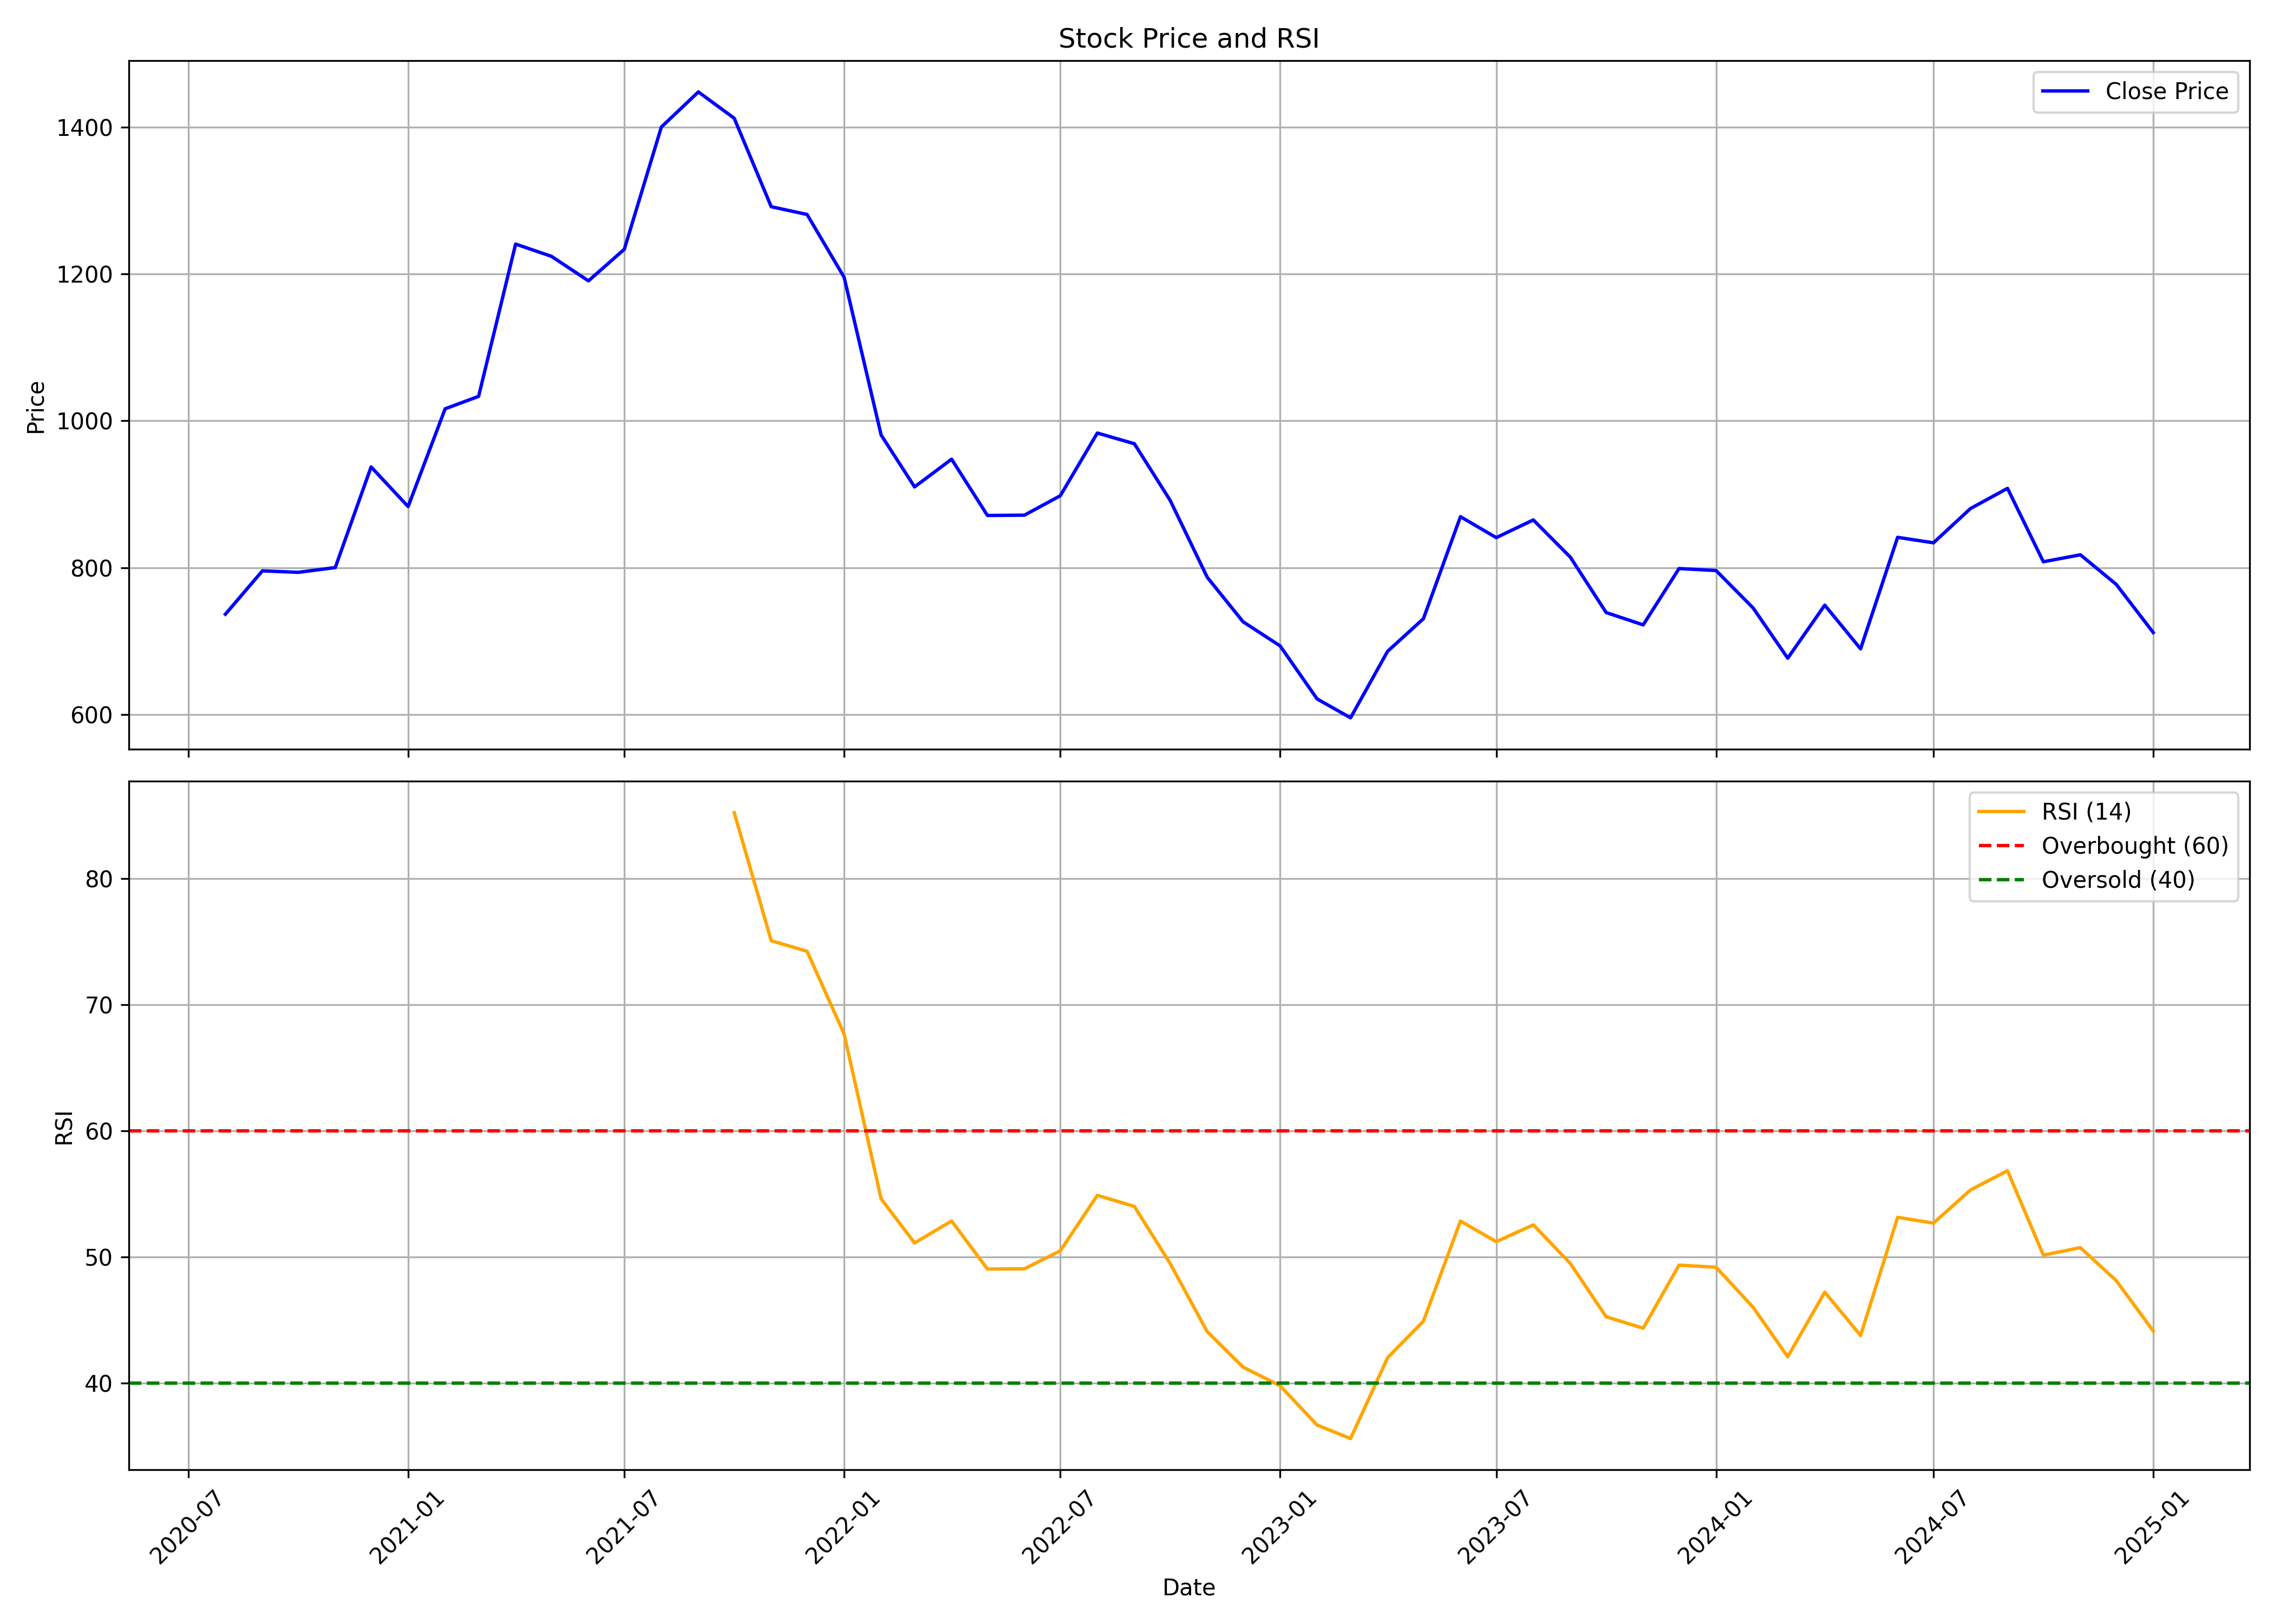 Stock Price and RSI
Close Price
1400
1200
1000
800
600
Price
RSI (14)
Overbought (60)
Oversold (40)
80
70
60
50
40
RSI
2020-07
2021-01
2021-07
2022-01
2022-07
2023-01
2023-07
2024-01
2024-07
2025-01
Date